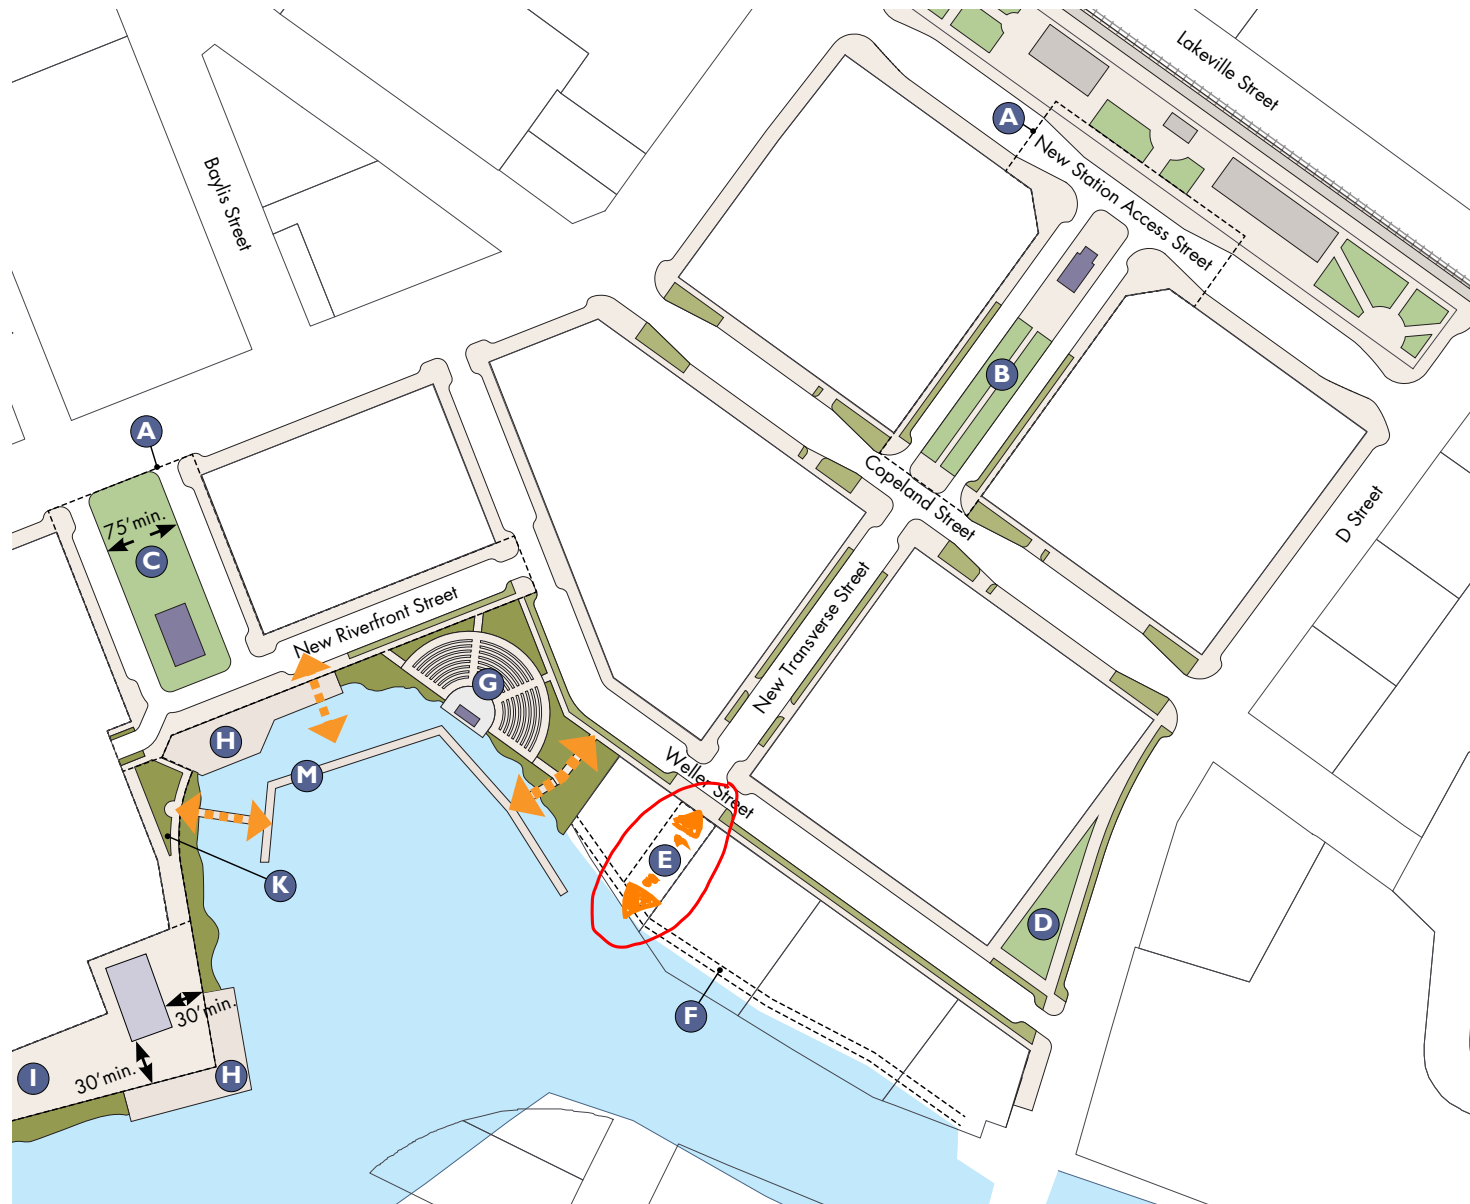 Lakeville Street
A
New Station Access Street
Baylis Street
B
A
Copeland Street
D Street
75' min.
C
New Riverfront Street
New Transverse Street
G
H
M
Weller Street
E
K
D
30' min.
F
30' min.
I
H